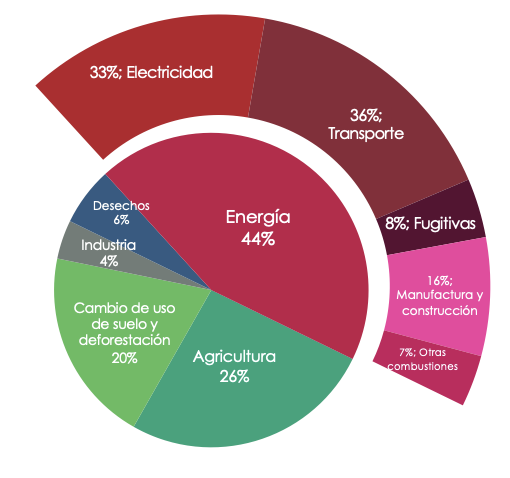 33%; Electricidad
36%;
Transporte
8%; Fugitivas
16%;
Manufactura y
construcción
7%; Otras
combustiones
Energía
44%
Desechos
6%
Industria
4%
Cambio de uso
de suelo y
deforestación
20%
Agricultura
26%